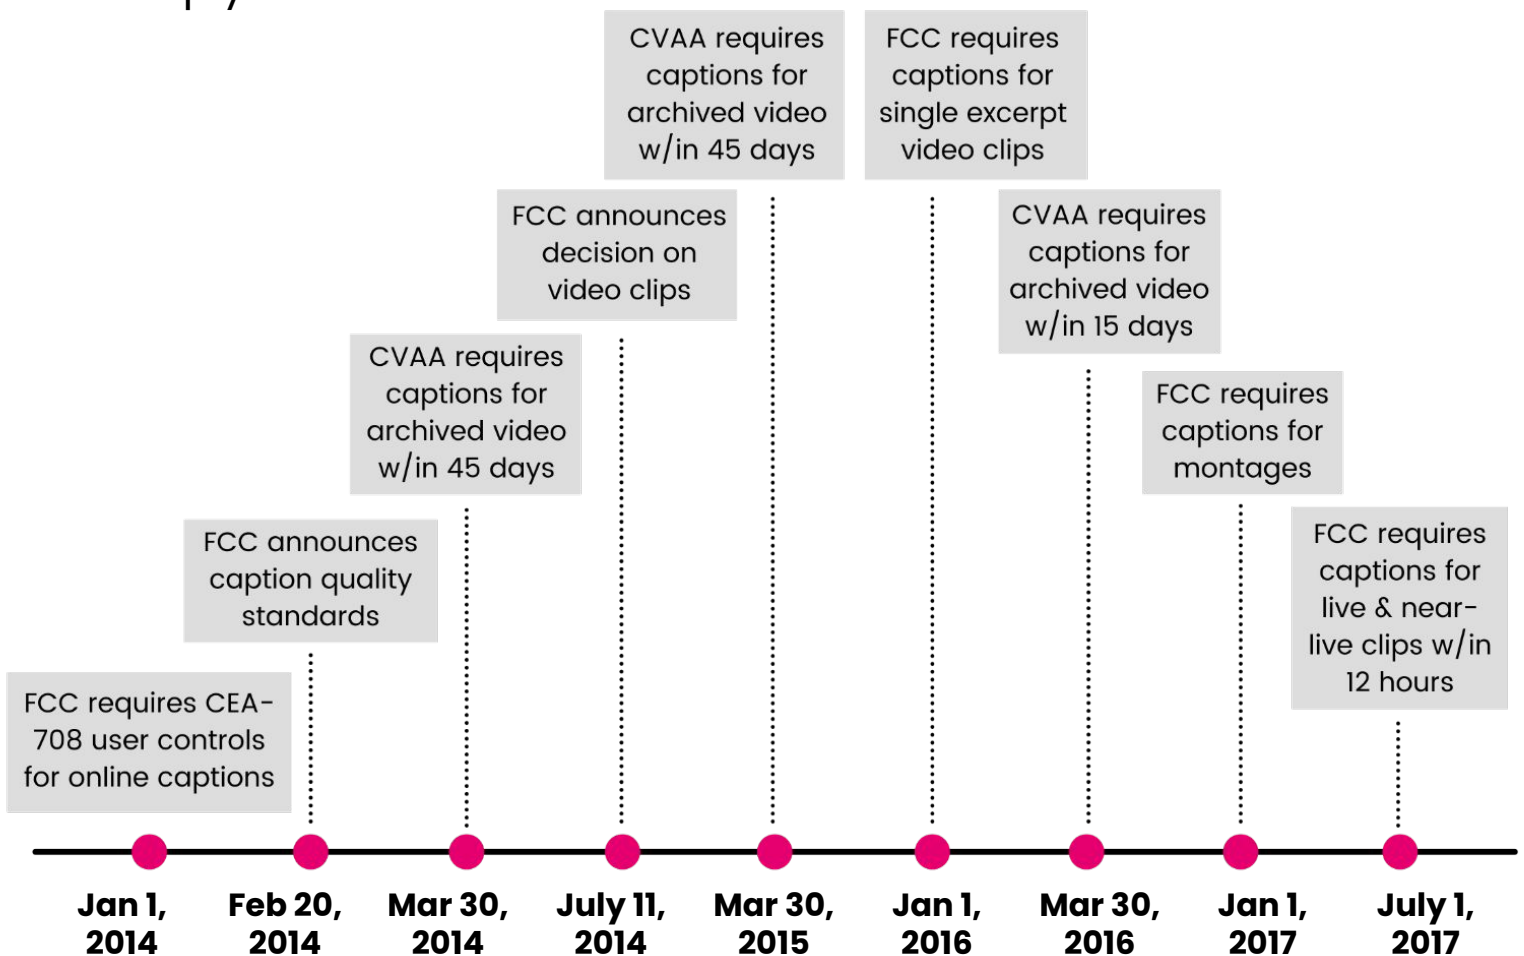 CVAA requires
captions for
archived video
w/in 45 days
FCC requires
captions for
single excerpt
video clips
FCC announces
decision on
video clips
CVAA requires
captions for
archived video
w/in 15 days
CVAA requires
captions for
archived video
w/in 45 days
FCC requires
captions for
montages
FCC announces
caption quality
standards
FCC requires
captions for
live & near-
live clips w/in
12 hours
FCC requires CEA-
708 user controls
for online captions
Jan 1,
2014
Feb 20,
2014
Mar 30,
2014
July 11,
2014
Mar 30,
2015
Jan 1,
2016
Mar 30,
2016
Jan 1,
2017
July 1,
2017